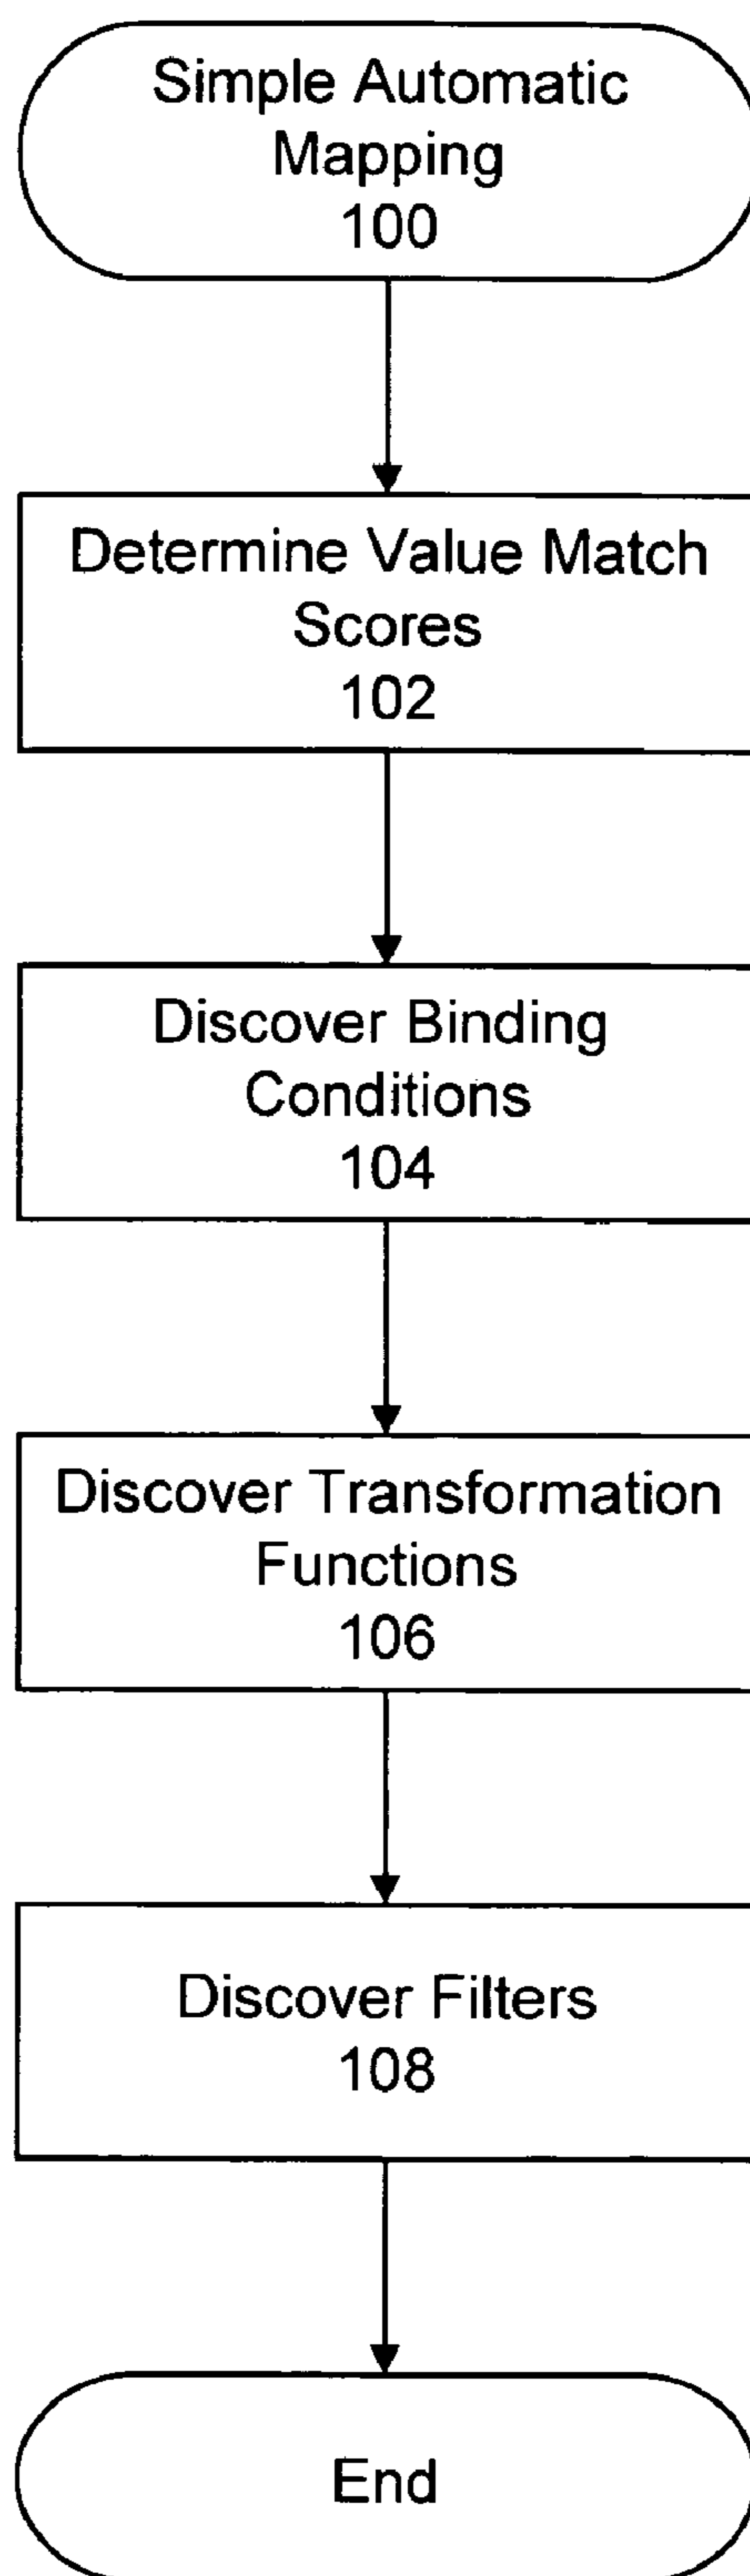 Simple Automatic
Mapping
100
Determine Value Match
Scores
102
Discover Binding
Conditions
104
Discover Transformation
Functions
106
Discover Filters
108
End